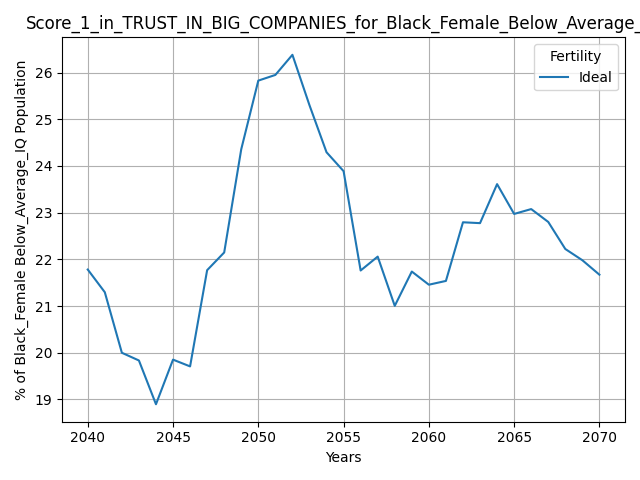 Score_1_in_TRUST_IN_BIG_COMPANIES_for_Black_Female_Below_Average_
Fertility
Ideal
% of Black_Female Below_Average_IQ Population
26
25
24
23
22
21
20
19
2040 2045 2050 2055 2060 2065 2070
Years